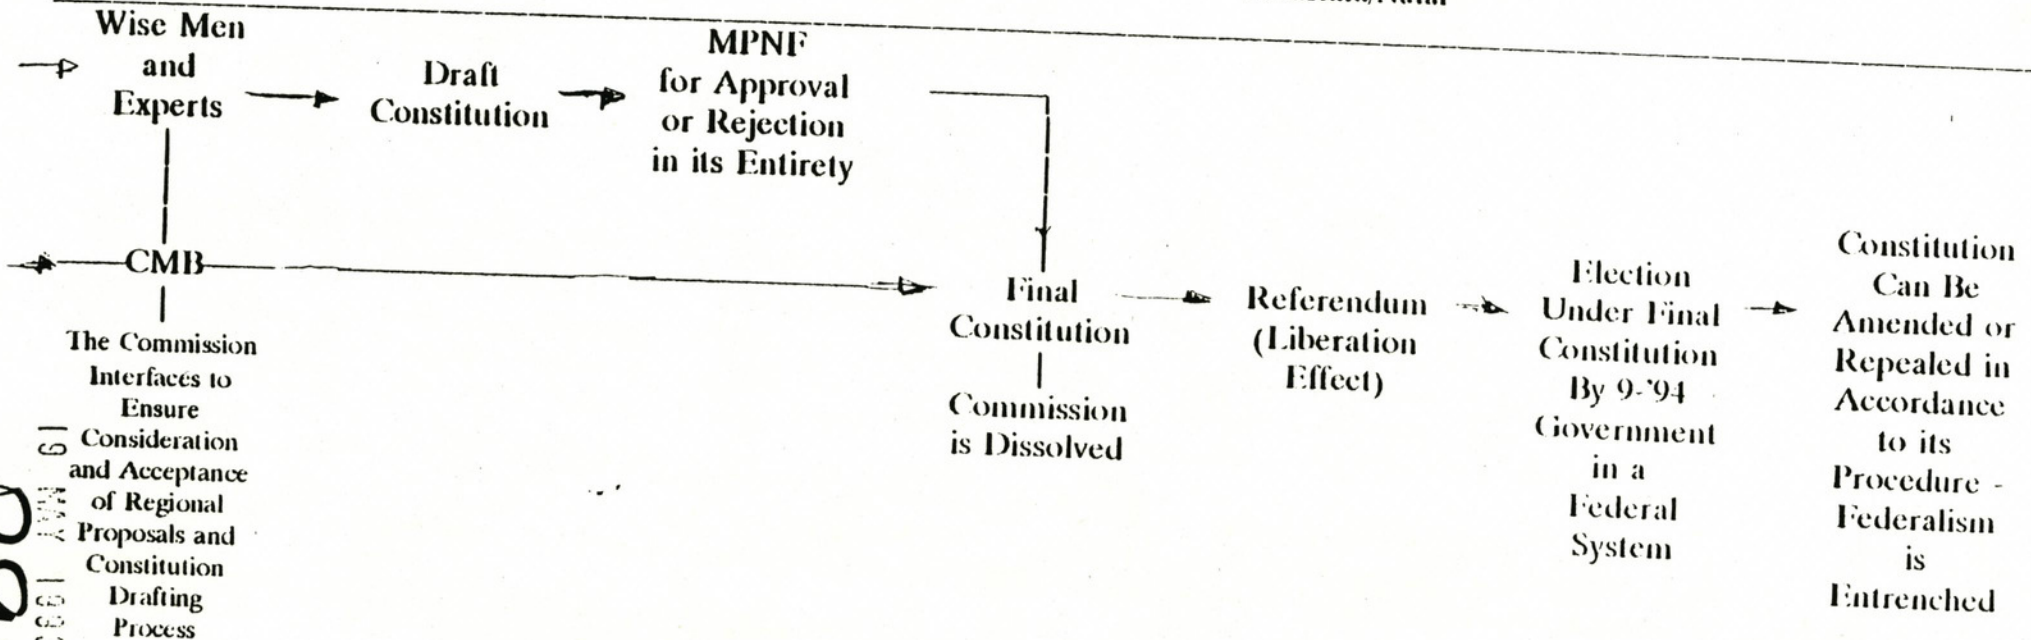 Wise Men
and
Experts
Draft
Constitution
MPNF
for Approval
or Rejection
in its Entirety
CMB
The Commission
Interfaces to
Ensure
Consideration
and Acceptance
of Regional
Proposals and
Constitution
Drafting
Process
Final
Constitution
Commission
is Dissolved
Referendum
(Liberation
Effect)
Election
Under Final
Constitution
By 9-'94
Government
in a
Federal
System
Constitution
Can Be
Amended or
Repealed in
Accordance
to its
Procedure -
Federalism
is
Entrenched